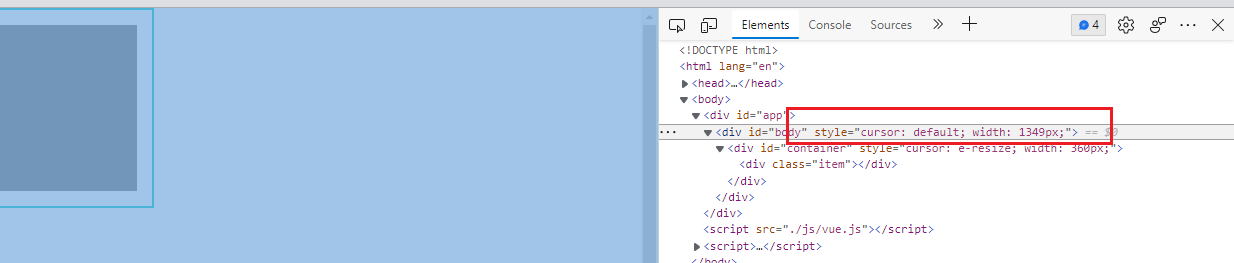 Elements Console Sources 4
<!DOCTYPE html>
<html lang="en">
<head>…</head>
<body>
<div id="app">
<div id="body" style="cursor: default; width: 1349px;"> == $0
<div id="container" style="cursor: e-resize; width: 360px;">
<div class="item"></div>
</div>
</div>
</div>
<script src="./js/vue.js"></script>
<script>…</script>
</body>